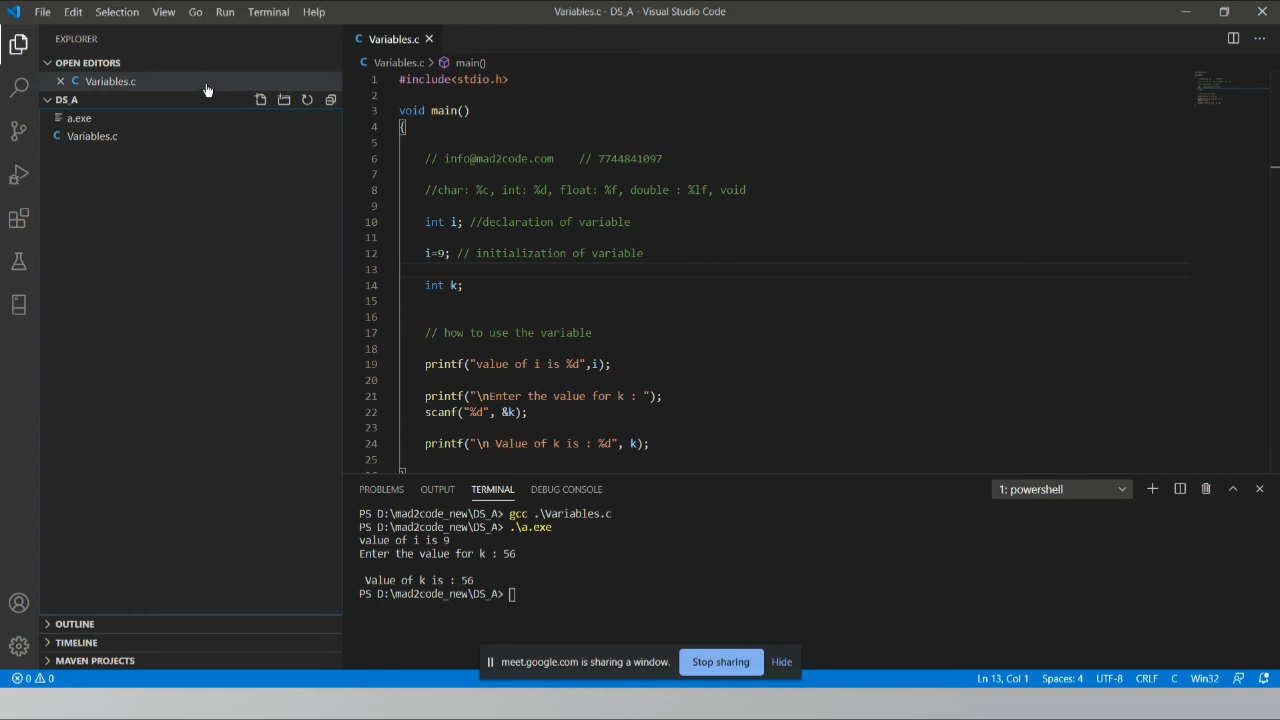 File Edit Selection View Go Run Terminal Help
Variables.c - DS_A - Visual Studio Code
EXPLORER
OPEN EDITORS
Variables.c
DS_A
a.exe
Variables.c
OUTLINE
TIMELINE
MAVEN PROJECTS
Variables.c
Variables.c > main()
1 #include<stdio.h>
2
3 void main()
4 {
5
6 // info@mad2code.com // 7744841097
7
8 //char: %c, int: %d, float: %f, double : %lf, void
9
10 int i; //declaration of variable
11
12 i=9; // initialization of variable
13
14 int k;
15
16
17 // how to use the variable
18
19 printf("value of i is %d",i);
20
21 printf("\nEnter the value for k : ");
22 scanf("%d", &k);
23
24 printf("\n Value of k is : %d", k);
25
PROBLEMS OUTPUT TERMINAL DEBUG CONSOLE
1: powershell
PS D:\mad2code_new\DS_A> gcc .\Variables.c
PS D:\mad2code_new\DS_A> .\a.exe
value of i is 9
Enter the value for k : 56
Value of k is : 56
PS D:\mad2code_new\DS_A>
meet.google.com is sharing a window. Stop sharing Hide
0 0
Ln 13, Col 1 Spaces: 4 UTF-8 CRLF C Win32